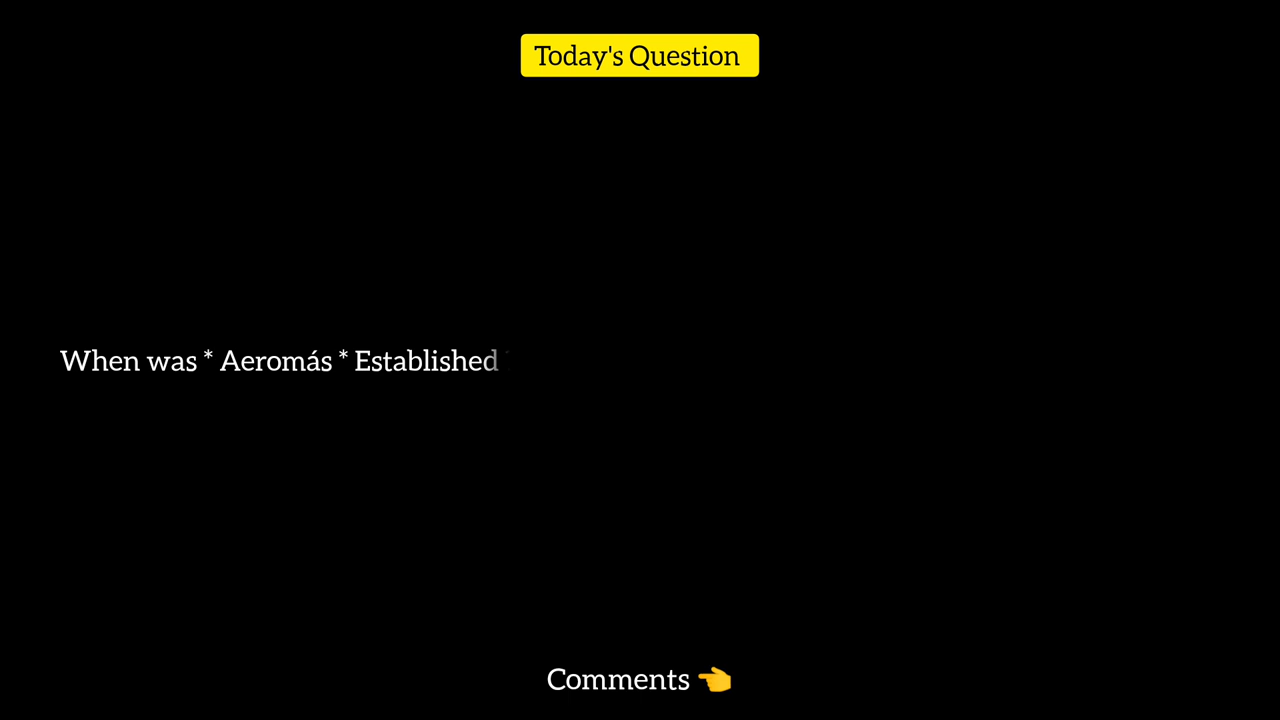 Today's Question
When was * Aeromás * Established
Comments 👈